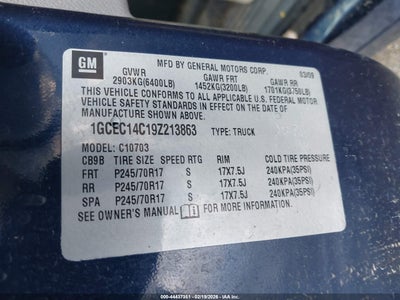 GM
MFD BY GENERAL MOTORS CORP. 03/09
GVWR GAWR FRT GAWR RR
2903KG(6400LB) 1452KG(3200LB) 1701KG(3750LB)
THIS VEHICLE CONFORMS TO ALL APPLICABLE U.S. FEDERAL MOTOR
VEHICLE SAFETY STANDARDS IN EFFECT ON THE DATE OF
MANUFACTURE SHOWN ABOVE.
1GCEC14C19Z213863 TYPE: TRUCK
MODEL: C10703
CB9B TIRE SIZE SPEED RTG RIM COLD TIRE PRESSURE
FRT P245/70R17 S 17X7.5J 240KPA(35PSI)
RR P245/70R17 S 17X7.5J 240KPA(35PSI)
SPA P245/70R17 S 17X7.5J 240KPA(35PSI)
SEE OWNER'S MANUAL FOR MORE INFORMATION.
000-44437351 - 02/19/2026 - IAAI.com